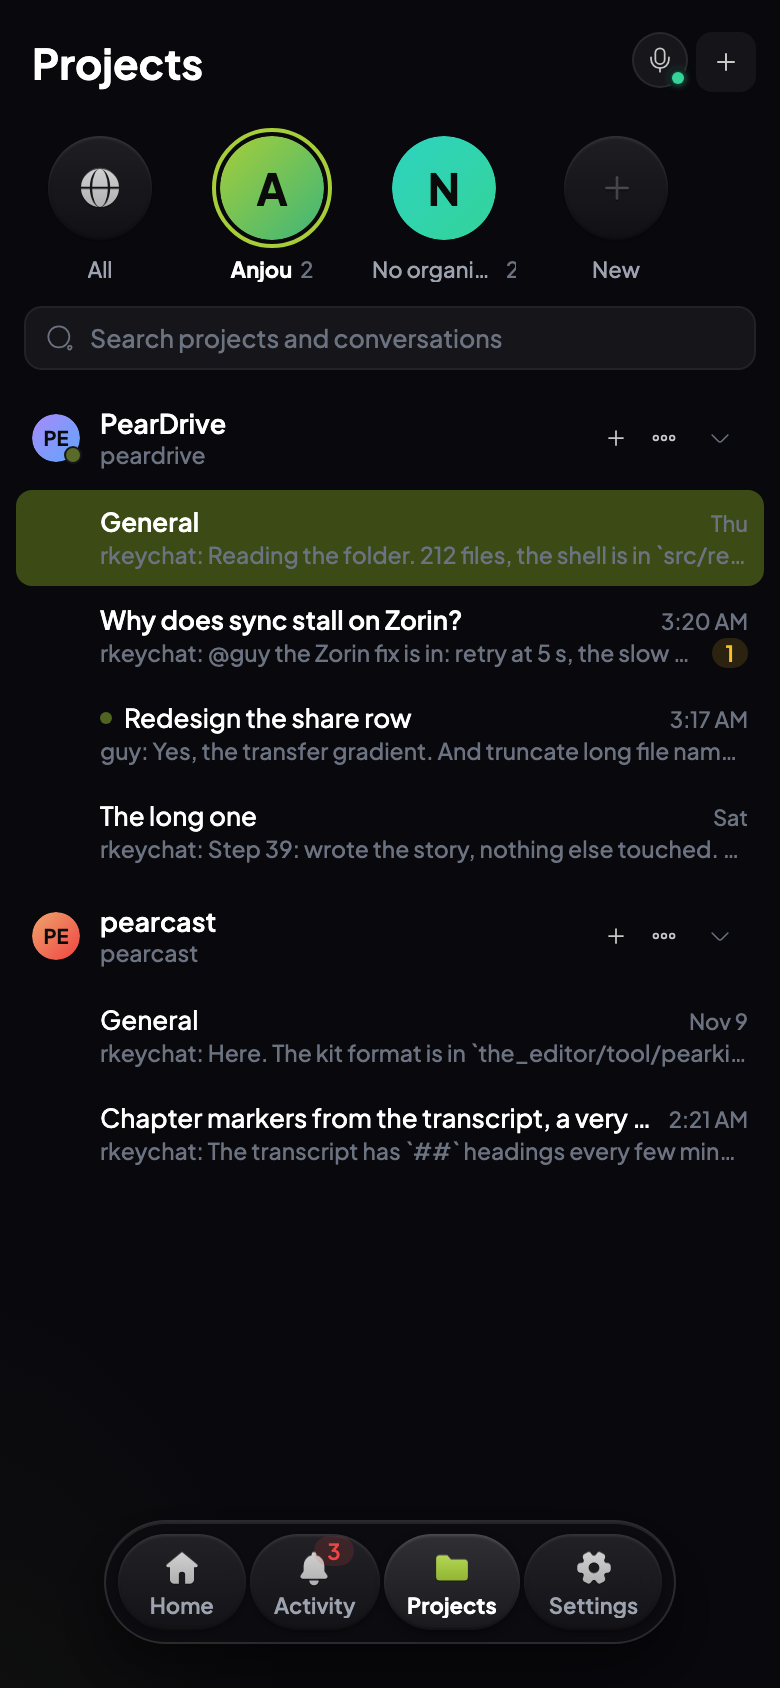 Projects
A
N
All
Anjou 2
No organi... 2
New
Search projects and conversations
PE
PearDrive
peardrive
General
Thu
rkeychat: Reading the folder. 212 files, the shell is in `src/re...
Why does sync stall on Zorin?
3:20 AM
rkeychat: @guy the Zorin fix is in: retry at 5 s, the slow ...
1
Redesign the share row
3:17 AM
guy: Yes, the transfer gradient. And truncate long file nam...
The long one
Sat
rkeychat: Step 39: wrote the story, nothing else touched. ...
PE
pearcast
pearcast
General
Nov 9
rkeychat: Here. The kit format is in `the_editor/tool/pearki...
Chapter markers from the transcript, a very ...
2:21 AM
rkeychat: The transcript has `##` headings every few min...
3
Home
Activity
Projects
Settings